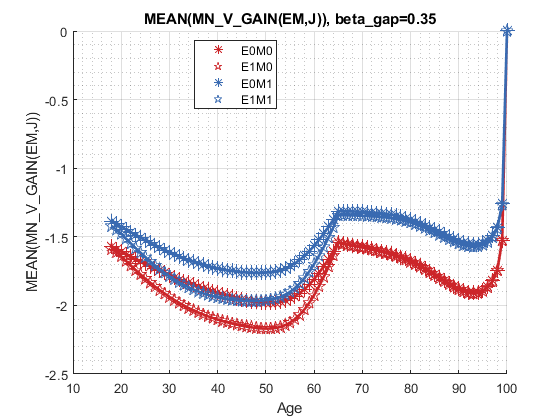 MEAN(MN_V_GAIN(EM,J)), beta_gap=0.35
0
-0.5
-1
-1.5
-2
-2.5
MEAN(MN_V_GAIN(EM,J))
E0M0
E1M0
E0M1
E1M1
10
20
30
40
50
60
70
80
90
100
Age